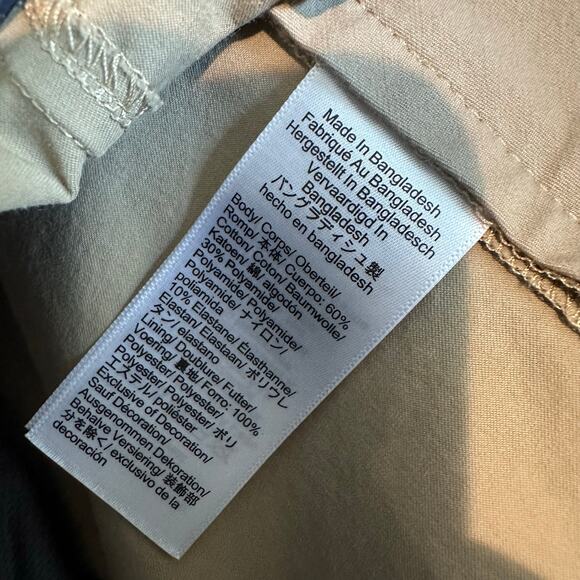 Made In Bangladesh
Fabriqué Au Bangladesh
Hergestellt In Bangladesch
Vervaardigd In
Bangladesh
バングラディシュ製
hecho en bangladesh
Body/ Corps/ Oberteil/
Romp/ 本体/ Cuerpo: 60%
Cotton/ Coton/ Baumwolle/
Katoen/ 綿/ algodón
30% Polyamide/
Polyamide/Polyamide/
Polyamide/ ナイロン/
poliamida
10% Elastane/ Élasthanne/
Elastan/ Elastaan/ ポリウレ
タン/ elastano
Lining/ Doublure/ Futter/
Voering/ 裏地/ Forro: 100%
Polyester/ Polyester/
Polyester/ Polyester/ ポリ
エステル/ poliéster
Exclusive of Decoration/
Sauf Décoration/
Ausgenommen Dekoration/
Behalve Versiering/ 装飾部
分を除く/ exclusivo de la
decoración